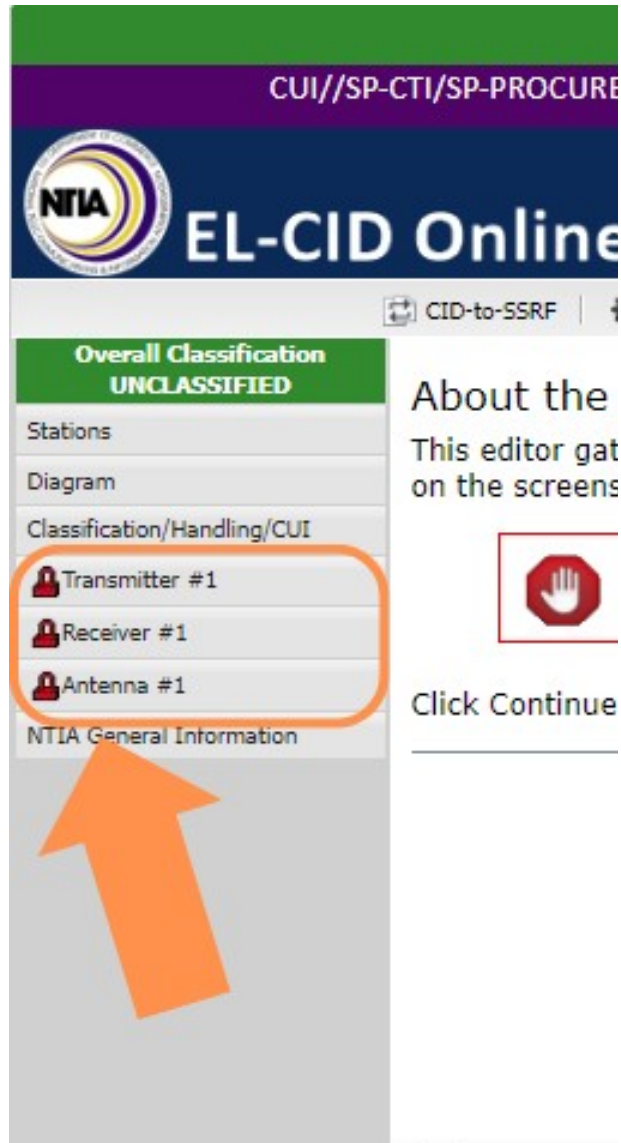 CUI//SP-CTI/SP-PROCURE
NTIA
EL-CID Online
CID-to-SSRF
Overall Classification
UNCLASSIFIED
Stations
Diagram
Classification/Handling/CUI
Transmitter #1
Receiver #1
Antenna #1
NTIA General Information
About the
This editor gat
on the screens
Click Continue